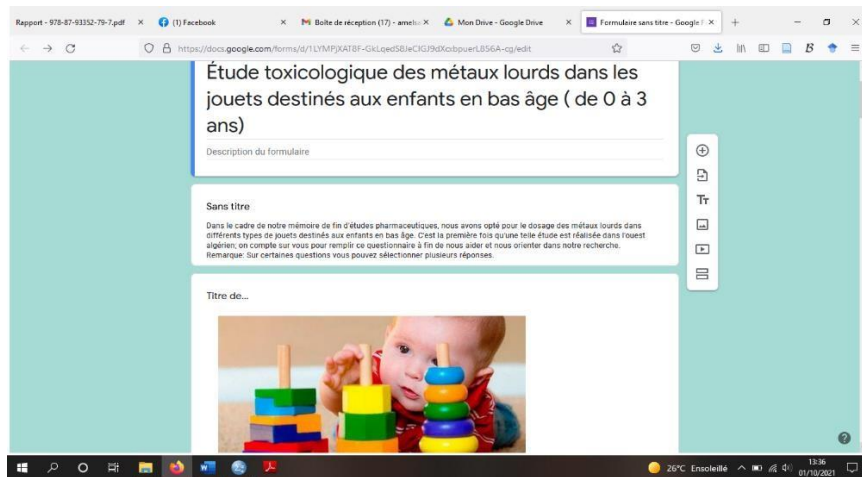 Rapport - 978-87-93352-79-7.pdf
(1) Facebook
Boîte de réception (17) - amelu
Mon Drive - Google Drive
Formulaire sans titre - Google F
Étude toxicologique des métaux lourds dans les
jouets destinés aux enfants en bas âge ( de 0 à 3
ans)
Description du formulaire
Sans titre
Dans le cadre de notre mémoire de fin d'études pharmaceutiques, nous avons opté pour le dosage des métaux lourds dans
différents types de jouets destinés aux enfants en bas âge. C'est la première fois qu'une telle étude est réalisée dans l'ouest
algérien; on compte sur vous pour remplir ce questionnaire à fin de nous aider et nous orienter dans notre recherche.
Remarque: Sur certaines questions vous pouvez sélectionner plusieurs réponses.
Tт
Titre de...
26°C Ensoleillé
13:36
01/10/2021